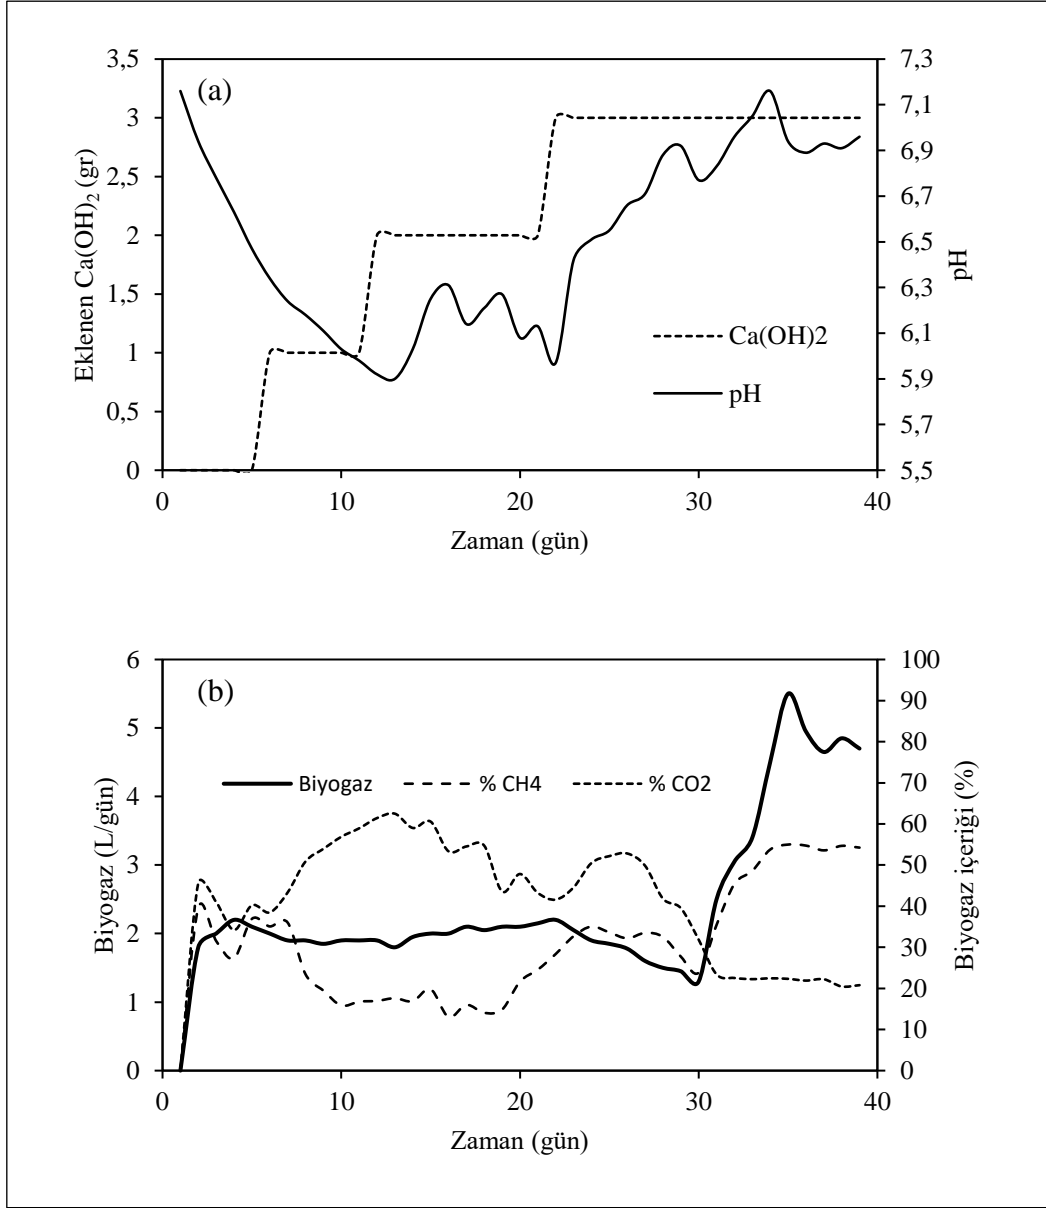 (a)
Eklenen Ca(OH)2 (gr)
3,5
3
2,5
2
1,5
1
0,5
0
7,3
7,1
6,9
6,7
6,5
6,3
6,1
5,9
5,7
5,5
pH
Ca(OH)2
pH
0 10 20 30 40
Zaman (gün)
(b)
Biyogaz (L/gün)
6
5
4
3
2
1
0
100
90
80
70
60
50
40
30
20
10
0
Biyogaz içeriği (%)
Biyogaz % CH4 % CO2
0 10 20 30 40
Zaman (gün)